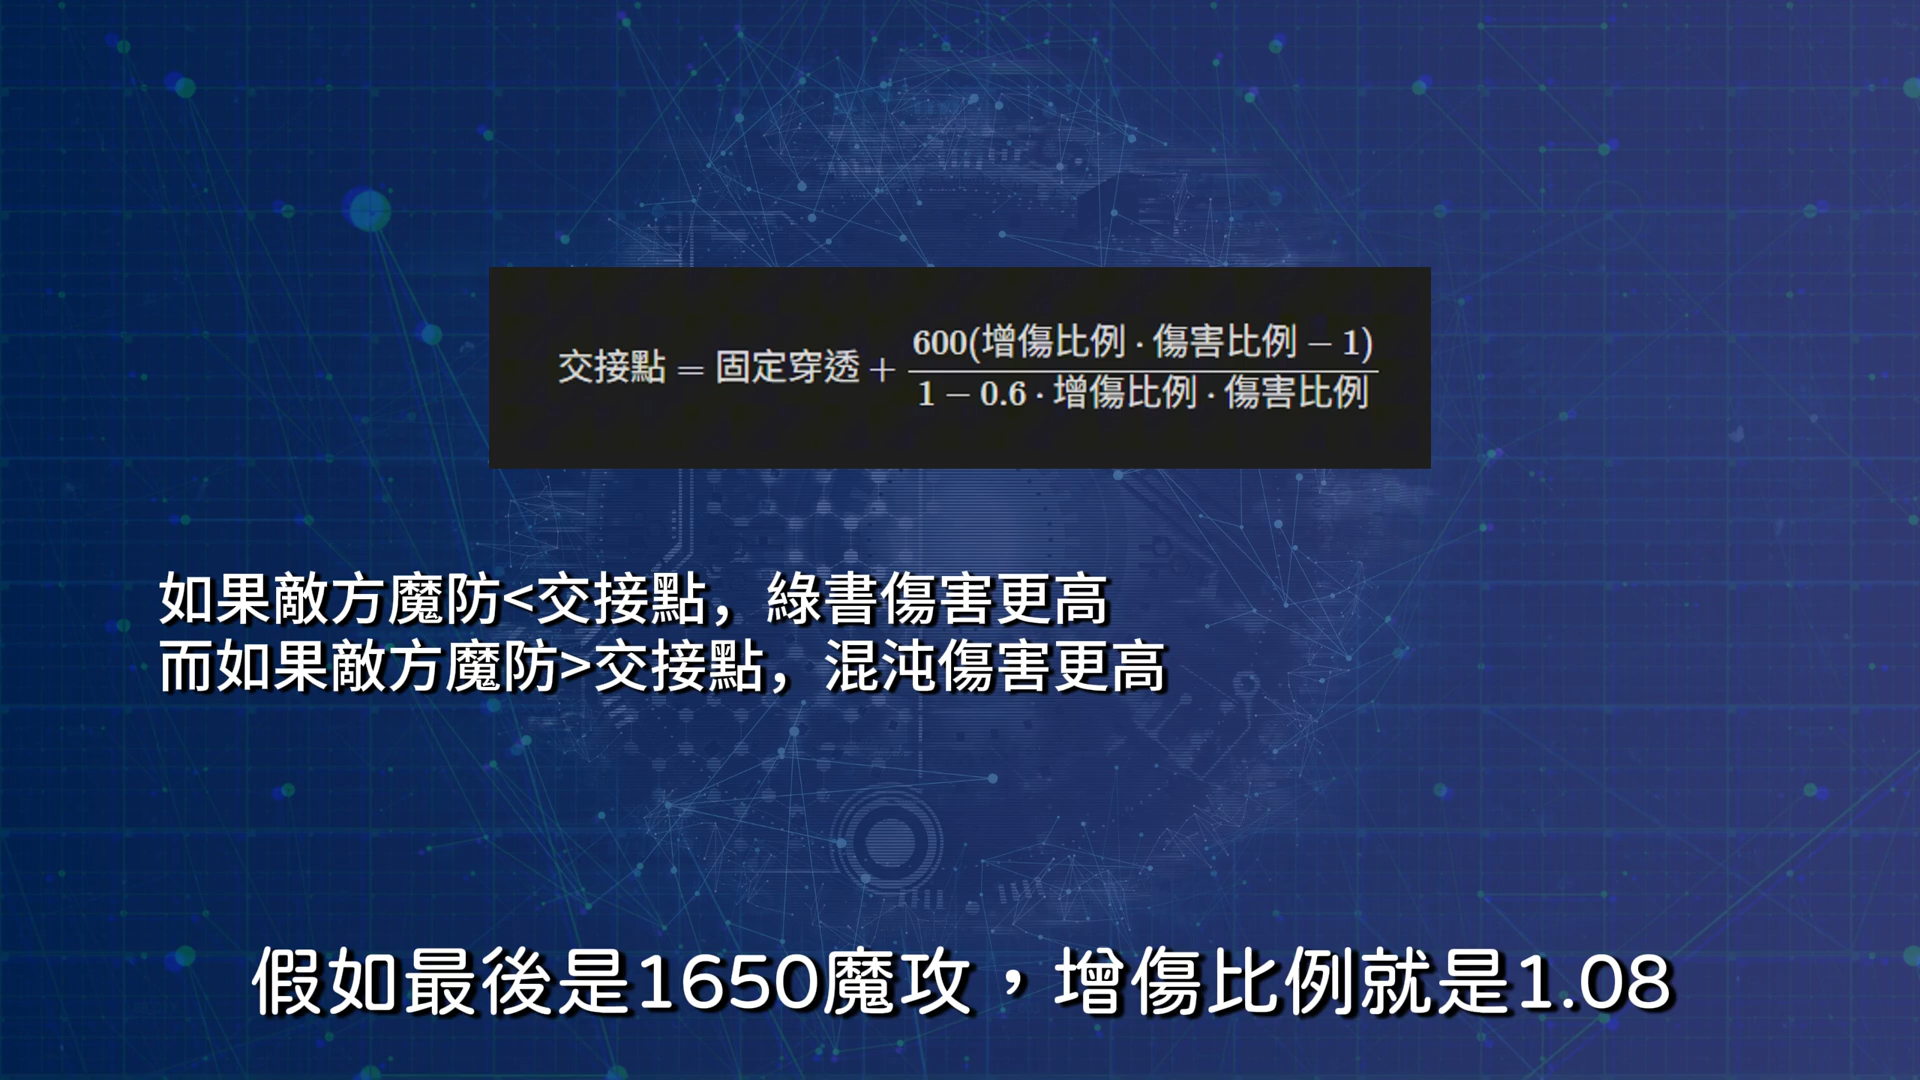 交接點 = 固定穿透 + 600(增傷比例 · 傷害比例 − 1) / 1 − 0.6 · 增傷比例 · 傷害比例
如果敵方魔防<交接點，綠書傷害更高
而如果敵方魔防>交接點，混沌傷害更高
假如最後是1650魔攻，增傷比例就是1.08